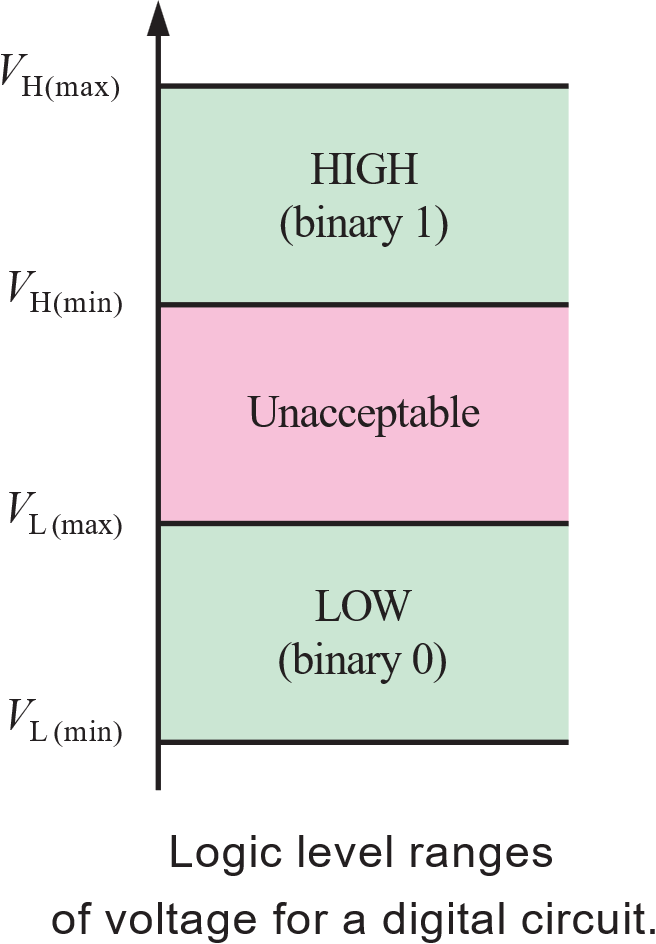 VH(max)
HIGH
(binary 1)
VH(min)
Unacceptable
VL(max)
LOW
(binary 0)
VL(min)
Logic level ranges
of voltage for a digital circuit.